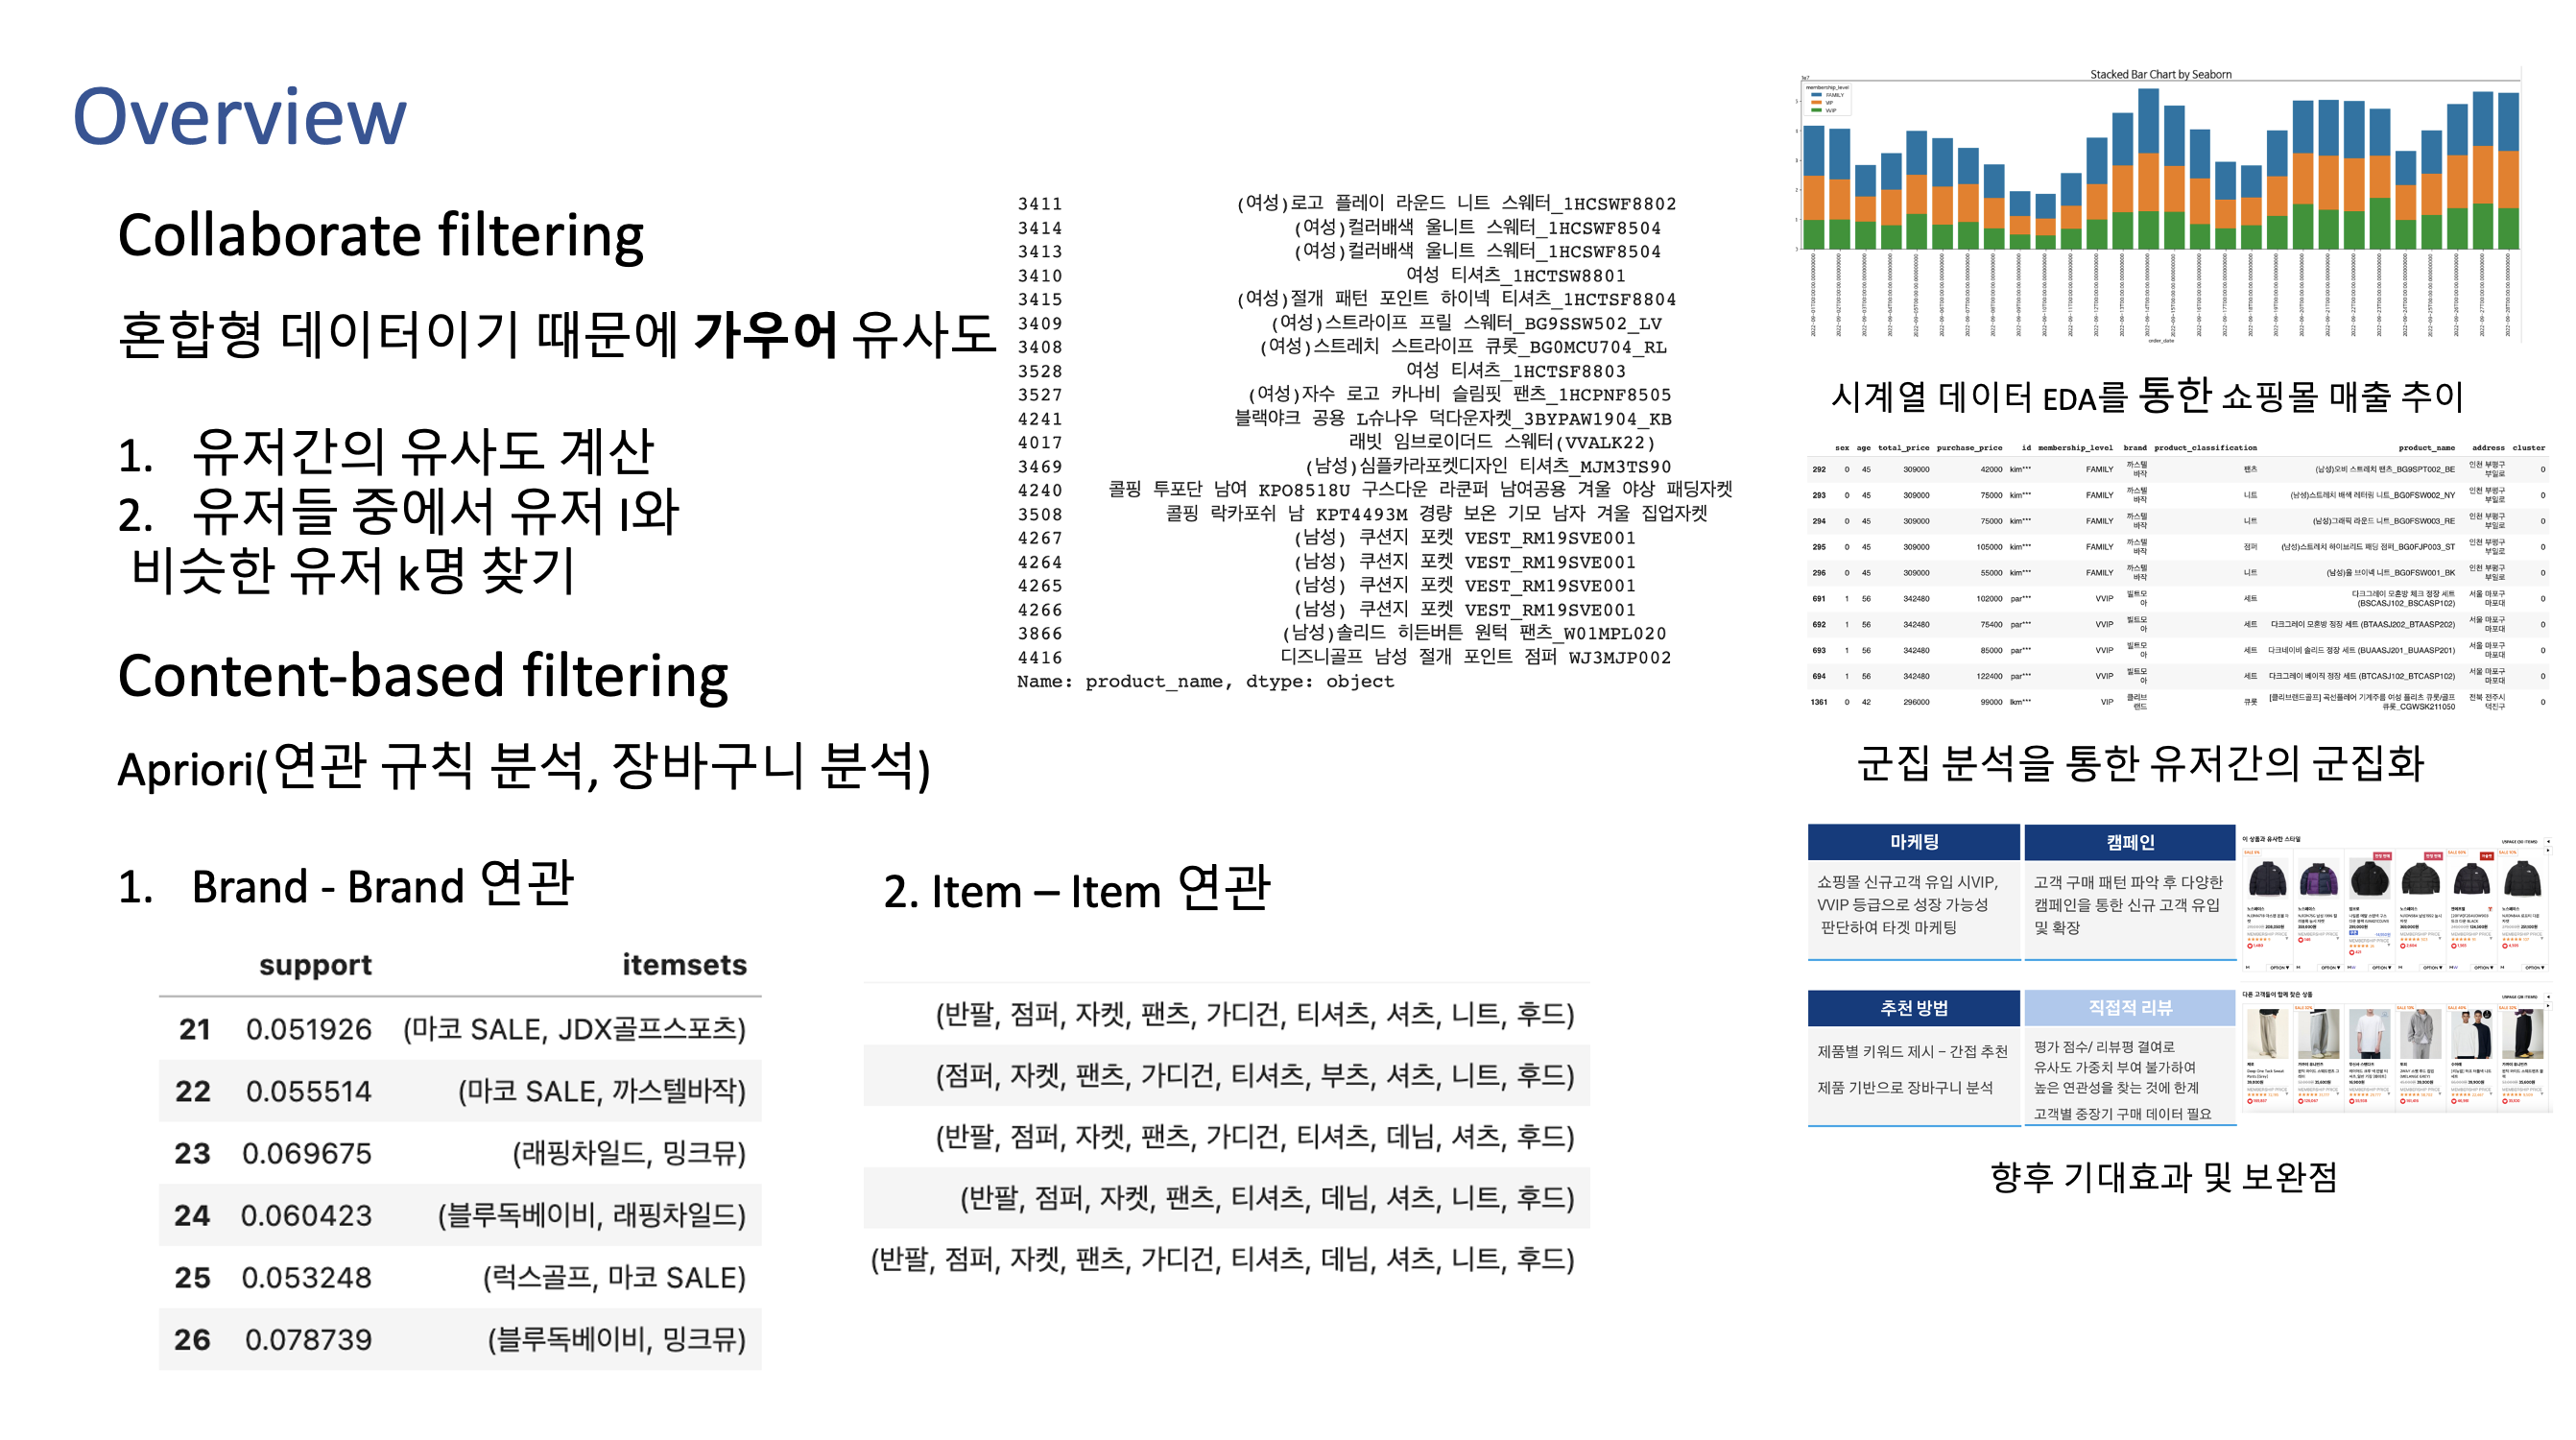 Overview
Collaborate filtering
혼합형 데이터이기 때문에 가우어 유사도
1. 유저간의 유사도 계산
2. 유저들 중에서 유저 I와
비슷한 유저 k명 찾기
Content-based filtering
Apriori(연관 규칙 분석, 장바구니 분석)
1. Brand - Brand 연관
support itemsets
21 0.051926 (마코 SALE, JDX골프스포츠)
22 0.055514 (마코 SALE, 까스텔바작)
23 0.069675 (래핑차일드, 밍크뮤)
24 0.060423 (블루독베이비, 래핑차일드)
25 0.053248 (럭스골프, 마코 SALE)
26 0.078739 (블루독베이비, 밍크뮤)
3411 (여성)로고 플레이 라운드 니트 스웨터_1HCSWF8802
3414 (여성)컬러배색 울니트 스웨터_1HCSWF8504
3413 (여성)컬러배색 울니트 스웨터_1HCSWF8504
3410 여성 티셔츠_1HCTSW8801
3415 (여성)절개 패턴 포인트 하이넥 티셔츠_1HCTSF8804
3409 (여성)스트라이프 프릴 스웨터_BG9SSW502_LV
3408 (여성)스트레치 스트라이프 큐롯_BG0MCU704_RL
3528 여성 티셔츠_1HCTSF8803
3527 (여성)자수 로고 카나비 슬림핏 팬츠_1HCPNF8505
4241 블랙야크 공용 L슈나우 덕다운자켓_3BYPAW1904_KB
4017 래빗 임브로이더드 스웨터(VVALK22)
3469 (남성)심플카라포켓디자인 티셔츠_MJM3TS90
4240 콜핑 투포단 남여 KPO8518U 구스다운 라쿤퍼 남여공용 겨울 야상 패딩자켓
3508 콜핑 락카포쉬 남 KPT4493M 경량 보온 기모 남자 겨울 집업자켓
4267 (남성) 쿠션지 포켓 VEST_RM19SVE001
4264 (남성) 쿠션지 포켓 VEST_RM19SVE001
4265 (남성) 쿠션지 포켓 VEST_RM19SVE001
4266 (남성) 쿠션지 포켓 VEST_RM19SVE001
3866 (남성)솔리드 히든버튼 원턱 팬츠_W01MPL020
4416 디즈니골프 남성 절개 포인트 점퍼 WJ3MJP002
Name: product_name, dtype: object
2. Item – Item 연관
(반팔, 점퍼, 자켓, 팬츠, 가디건, 티셔츠, 셔츠, 니트, 후드)
(점퍼, 자켓, 팬츠, 가디건, 티셔츠, 부츠, 셔츠, 니트, 후드)
(반팔, 점퍼, 자켓, 팬츠, 가디건, 티셔츠, 데님, 셔츠, 후드)
(반팔, 점퍼, 자켓, 팬츠, 티셔츠, 데님, 셔츠, 니트, 후드)
(반팔, 점퍼, 자켓, 팬츠, 가디건, 티셔츠, 데님, 셔츠, 니트, 후드)
Stacked Bar Chart by Seaborn
membership_level
FAMILY
VIP
VVIP
order_date
시계열 데이터 EDA를 통한 쇼핑몰 매출 추이
sex age total_price purchase_price id membership_level brand product_classification product_name address cluster
292 0 45 309000 42000 kim*** FAMILY 까스텔바작 팬츠 (남성)오비 스트레치 팬츠_BG9SPT002_BE 인천 부평구 부일로 0
293 0 45 309000 75000 kim*** FAMILY 까스텔바작 니트 (남성)스트레치 배색 레터링 니트_BG0FSW002_NY 인천 부평구 부일로 0
294 0 45 309000 75000 kim*** FAMILY 까스텔바작 니트 (남성)그래픽 라운드 니트_BG0FSW003_RE 인천 부평구 부일로 0
295 0 45 309000 105000 kim*** FAMILY 까스텔바작 점퍼 (남성)스트레치 하이브리드 패딩 점퍼_BG0FJP003_ST 인천 부평구 부일로 0
296 0 45 309000 55000 kim*** FAMILY 까스텔바작 니트 (남성)울 브이넥 니트_BG0FSW001_BK 인천 부평구 부일로 0
691 1 56 342480 102000 par*** VVIP 빌트모아 세트 다크그레이 모혼방 체크 정장 세트 (BSCASJ102_BSCASP102) 서울 마포구 마포대 0
692 1 56 342480 75400 par*** VVIP 빌트모아 세트 다크그레이 모혼방 정장 세트 (BTAASJ202_BTAASP202) 서울 마포구 마포대 0
693 1 56 342480 85000 par*** VVIP 빌트모아 세트 다크네이비 솔리드 정장 세트 (BUAASJ201_BUAASP201) 서울 마포구 마포대 0
694 1 56 342480 122400 par*** VVIP 빌트모아 세트 다크그레이 베이직 정장 세트 (BTCASJ102_BTCASP102) 서울 마포구 마포대 0
1361 0 42 296000 99000 lkm*** VIP 클리브랜드 큐롯 [클리브랜드골프] 곡선플레어 기계주름 여성 플리츠 큐롯/골프큐롯_CGWSK211050 전북 전주시 덕진구 0
군집 분석을 통한 유저간의 군집화
마케팅
쇼핑몰 신규고객 유입 시VIP,
VVIP 등급으로 성장 가능성
판단하여 타겟 마케팅
캠페인
고객 구매 패턴 파악 후 다양한
캠페인을 통한 신규 고객 유입
및 확장
이 상품과 유사한 스타일
추천 방법
제품별 키워드 제시 – 간접 추천
제품 기반으로 장바구니 분석
직접적 리뷰
평가 점수/ 리뷰평 결여로
유사도 가중치 부여 불가하여
높은 연관성을 찾는 것에 한계
고객별 중장기 구매 데이터 필요
다른 고객들이 함께 찾은 상품
향후 기대효과 및 보완점